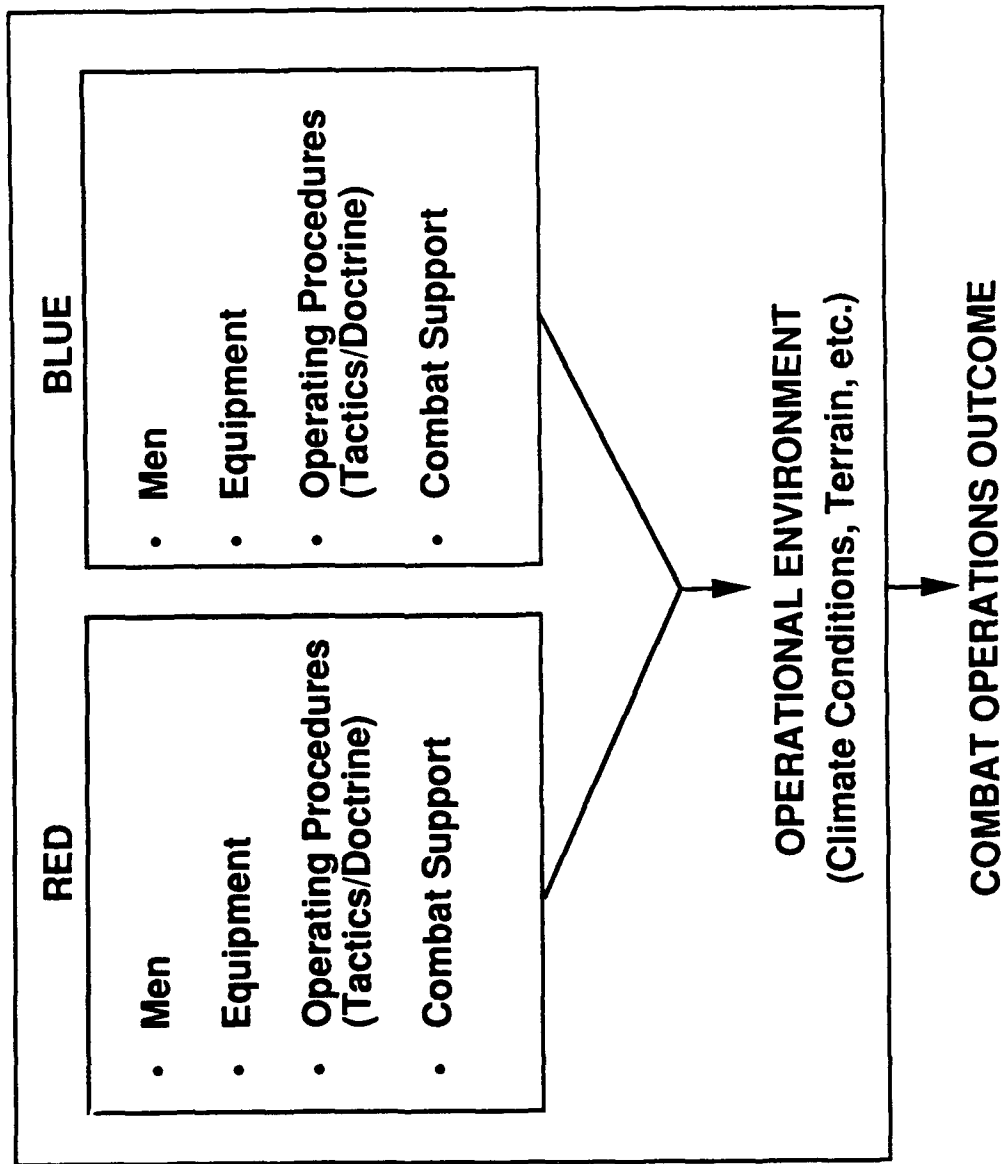 RED
• Men
• Equipment
• Operating Procedures
(Tactics/Doctrine)
• Combat Support
BLUE
• Men
• Equipment
• Operating Procedures
(Tactics/Doctrine)
• Combat Support
OPERATIONAL ENVIRONMENT
(Climate Conditions, Terrain, etc.)
COMBAT OPERATIONS OUTCOME